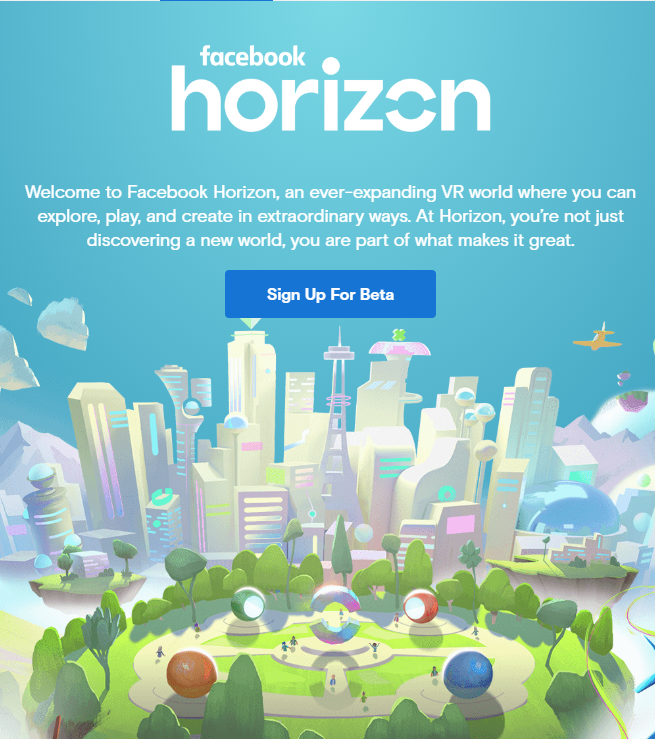 facebook
horizon
Welcome to Facebook Horizon, an ever-expanding VR world where you can
explore, play, and create in extraordinary ways. At Horizon, you're not just
discovering a new world, you are part of what makes it great.
Sign Up For Beta